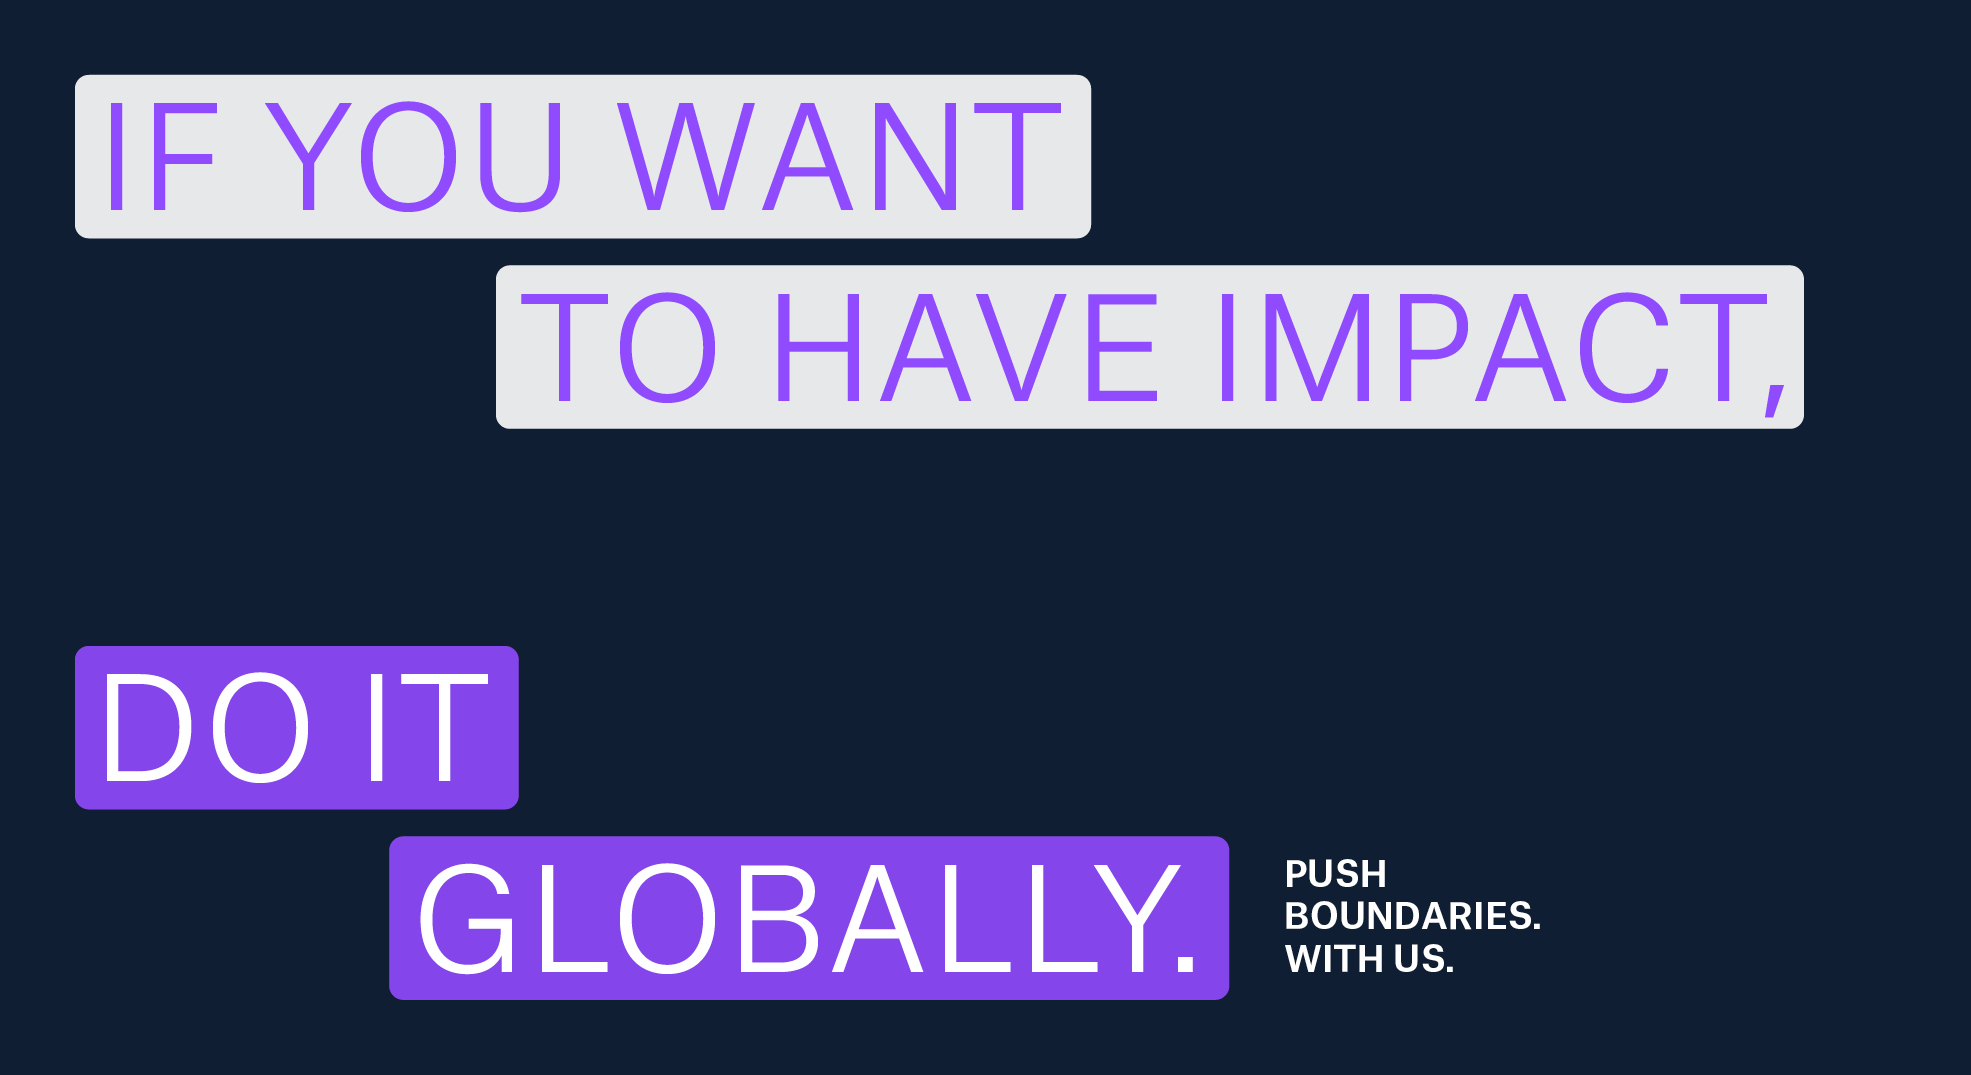 IF YOU WANT
TO HAVE IMPACT,
DO IT
GLOBALLY.
PUSH
BOUNDARIES.
WITH US.